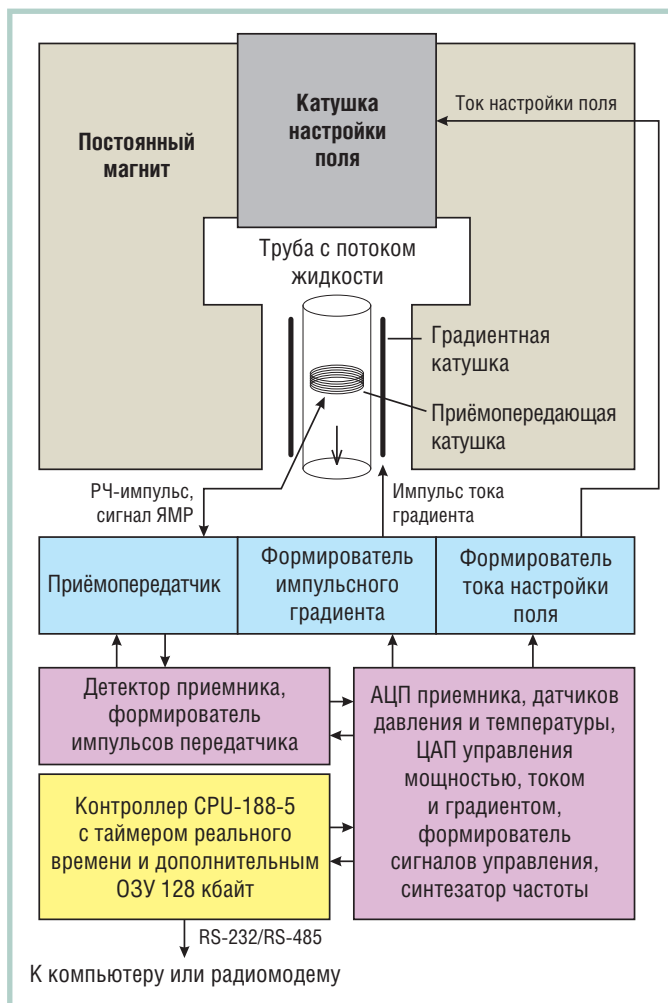 Катушка
настройки
поля
Ток настройки поля
Постоянный
магнит
Труба с потоком
жидкости
Градиентная
катушка
Приёмопередающая
катушка
РЧ-импульс,
сигнал ЯМР
Импульс тока
градиента
Приёмопередатчик
Формирователь
импульсного
градиента
Формирователь
тока настройки
поля
Детектор приемника,
формирователь
импульсов передатчика
АЦП приемника, датчиков
давления и температуры,
ЦАП управления
мощностью, током
и градиентом,
формирователь
сигналов управления,
синтезатор частоты
Контроллер CPU-188-5
с таймером реального
времени и дополнительным
ОЗУ 128 кбайт
RS-232/RS-485
К компьютеру или радиомодему